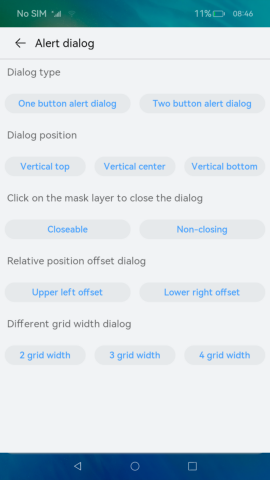 No SIM 11% 08:46
Alert dialog
Dialog type
One button alert dialog Two button alert dialog
Dialog position
Vertical top Vertical center Vertical bottom
Click on the mask layer to close the dialog
Closeable Non-closing
Relative position offset dialog
Upper left offset Lower right offset
Different grid width dialog
2 grid width 3 grid width 4 grid width